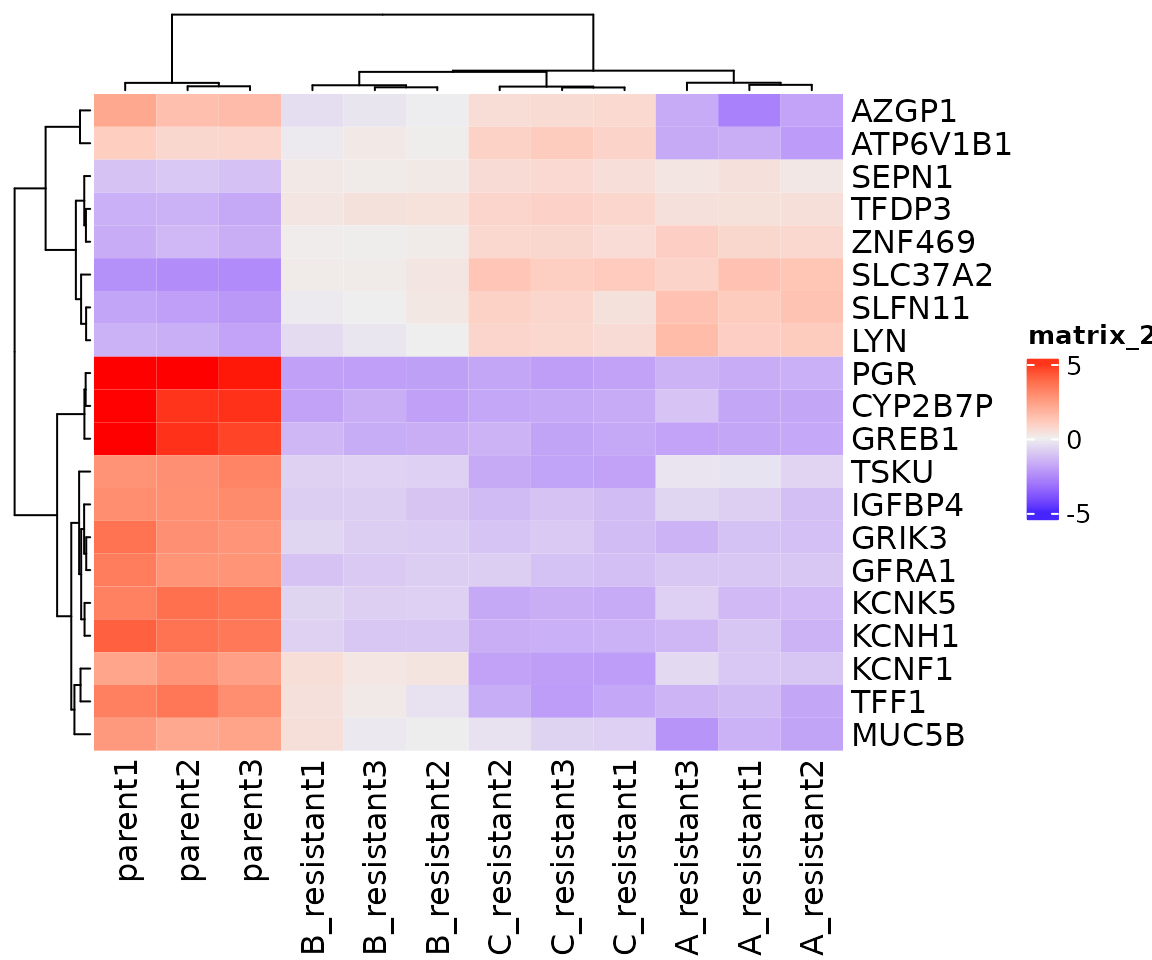 AZGP1
ATP6V1B1
SEPN1
TFDP3
ZNF469
SLC37A2
SLFN11
LYN
PGR
CYP2B7P
GREB1
TSKU
IGFBP4
GRIK3
GFRA1
KCNK5
KCNH1
KCNF1
TFF1
MUC5B
matrix_2
5
0
-5
parent1
parent2
parent3
B_resistant1
B_resistant3
B_resistant2
C_resistant2
C_resistant3
C_resistant1
A_resistant3
A_resistant1
A_resistant2